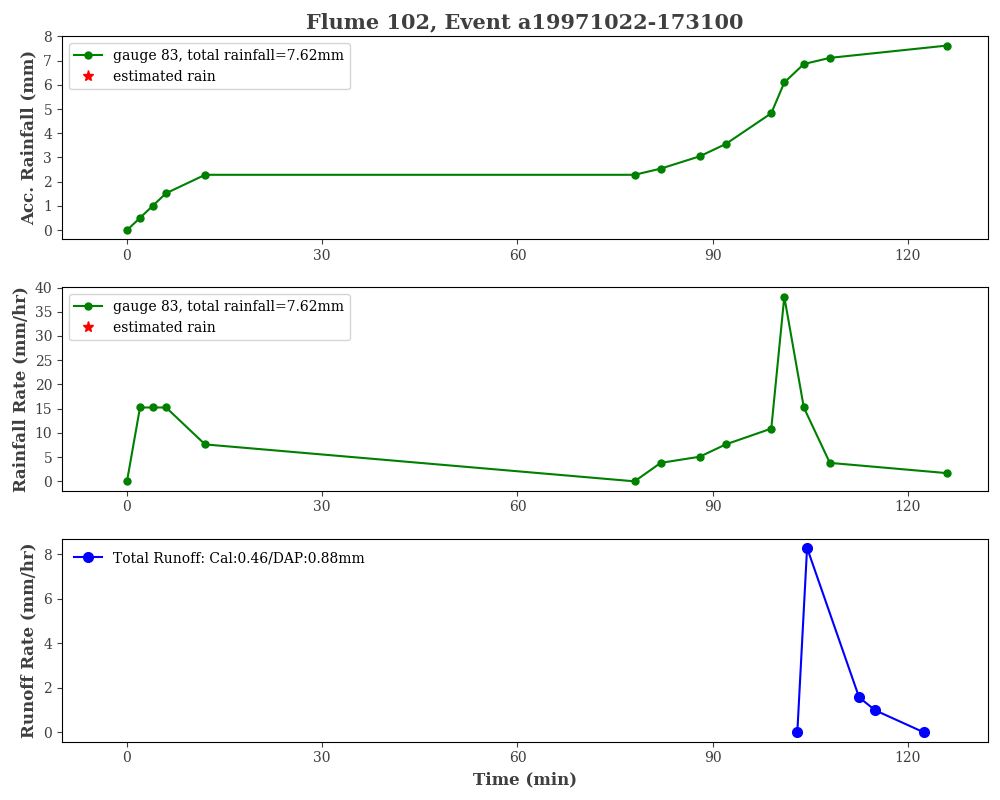 Flume 102, Event a19971022-173100
Acc. Rainfall (mm)
8
7
6
5
4
3
2
1
0
gauge 83, total rainfall=7.62mm
estimated rain
0 30 60 90 120
Rainfall Rate (mm/hr)
40
35
30
25
20
15
10
5
0
gauge 83, total rainfall=7.62mm
estimated rain
0 30 60 90 120
Runoff Rate (mm/hr)
8
6
4
2
0
Total Runoff: Cal:0.46/DAP:0.88mm
0 30 60 90 120
Time (min)